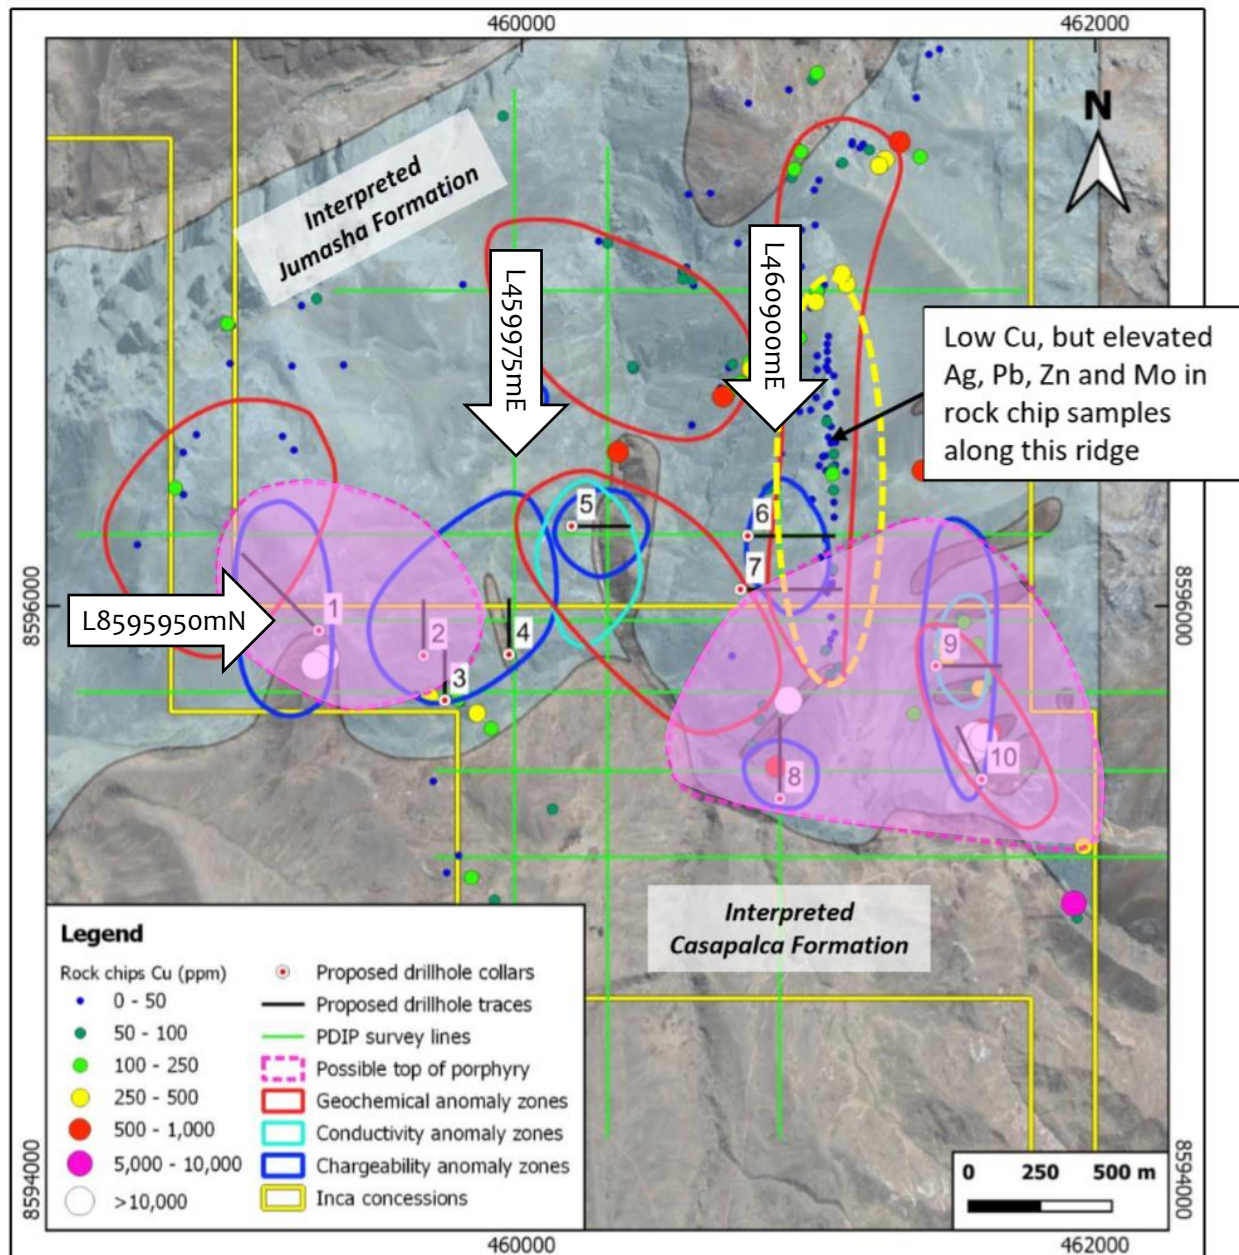 460000
462000
N
Interpreted
Jumasha Formation
L459975mE
L460900mE
Low Cu, but elevated
Ag, Pb, Zn and Mo in
rock chip samples
along this ridge
5
6
7
8596000
L8595950mN
1
2
3
4
9
8596000
8
10
Interpreted
Casapalca Formation
Legend
Rock chips Cu (ppm)
0 - 50
50 - 100
100 - 250
250 - 500
500 - 1,000
5,000 - 10,000
>10,000
Proposed drillhole collars
Proposed drillhole traces
PDIP survey lines
Possible top of porphyry
Geochemical anomaly zones
Conductivity anomaly zones
Chargeability anomaly zones
Inca concessions
0 250 500 m
8594000
8594000
460000
462000